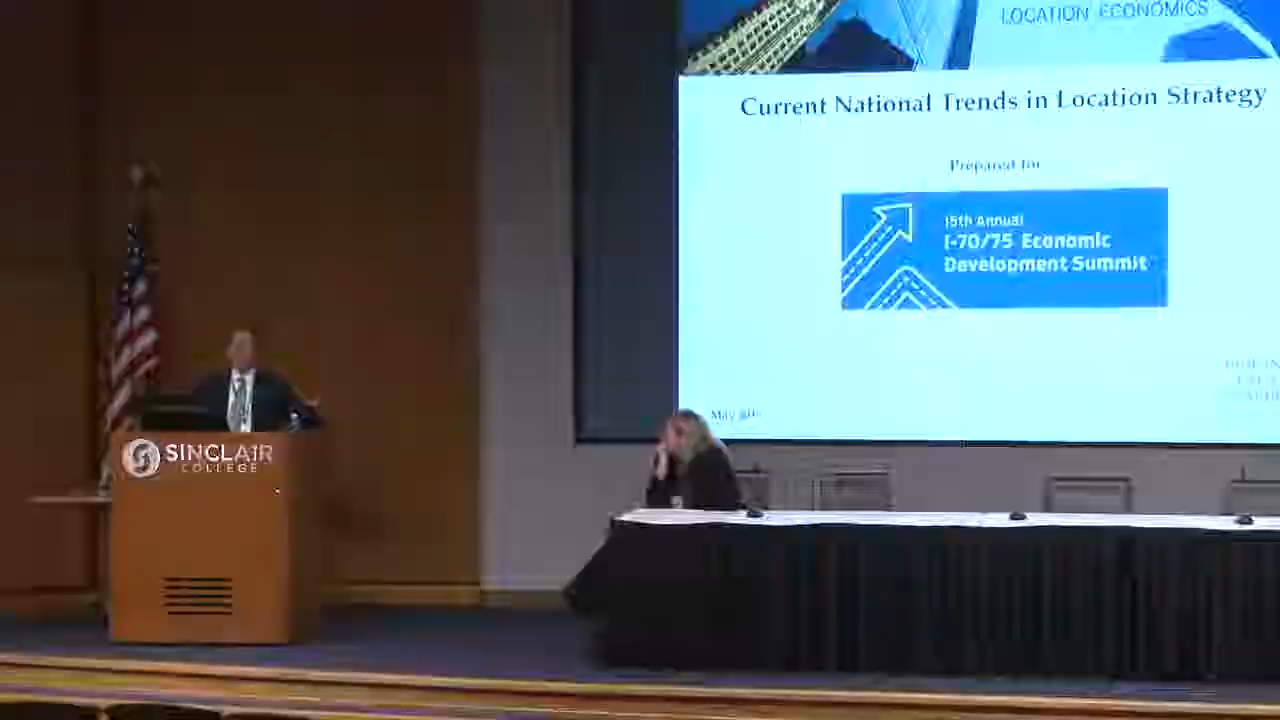 LOCATION ECONOMICS
Current National Trends in Location Strategy
Prepared for
15th Annual
I-70/75 Economic
Development Summit
May
SINCLAIR
COLLEGE